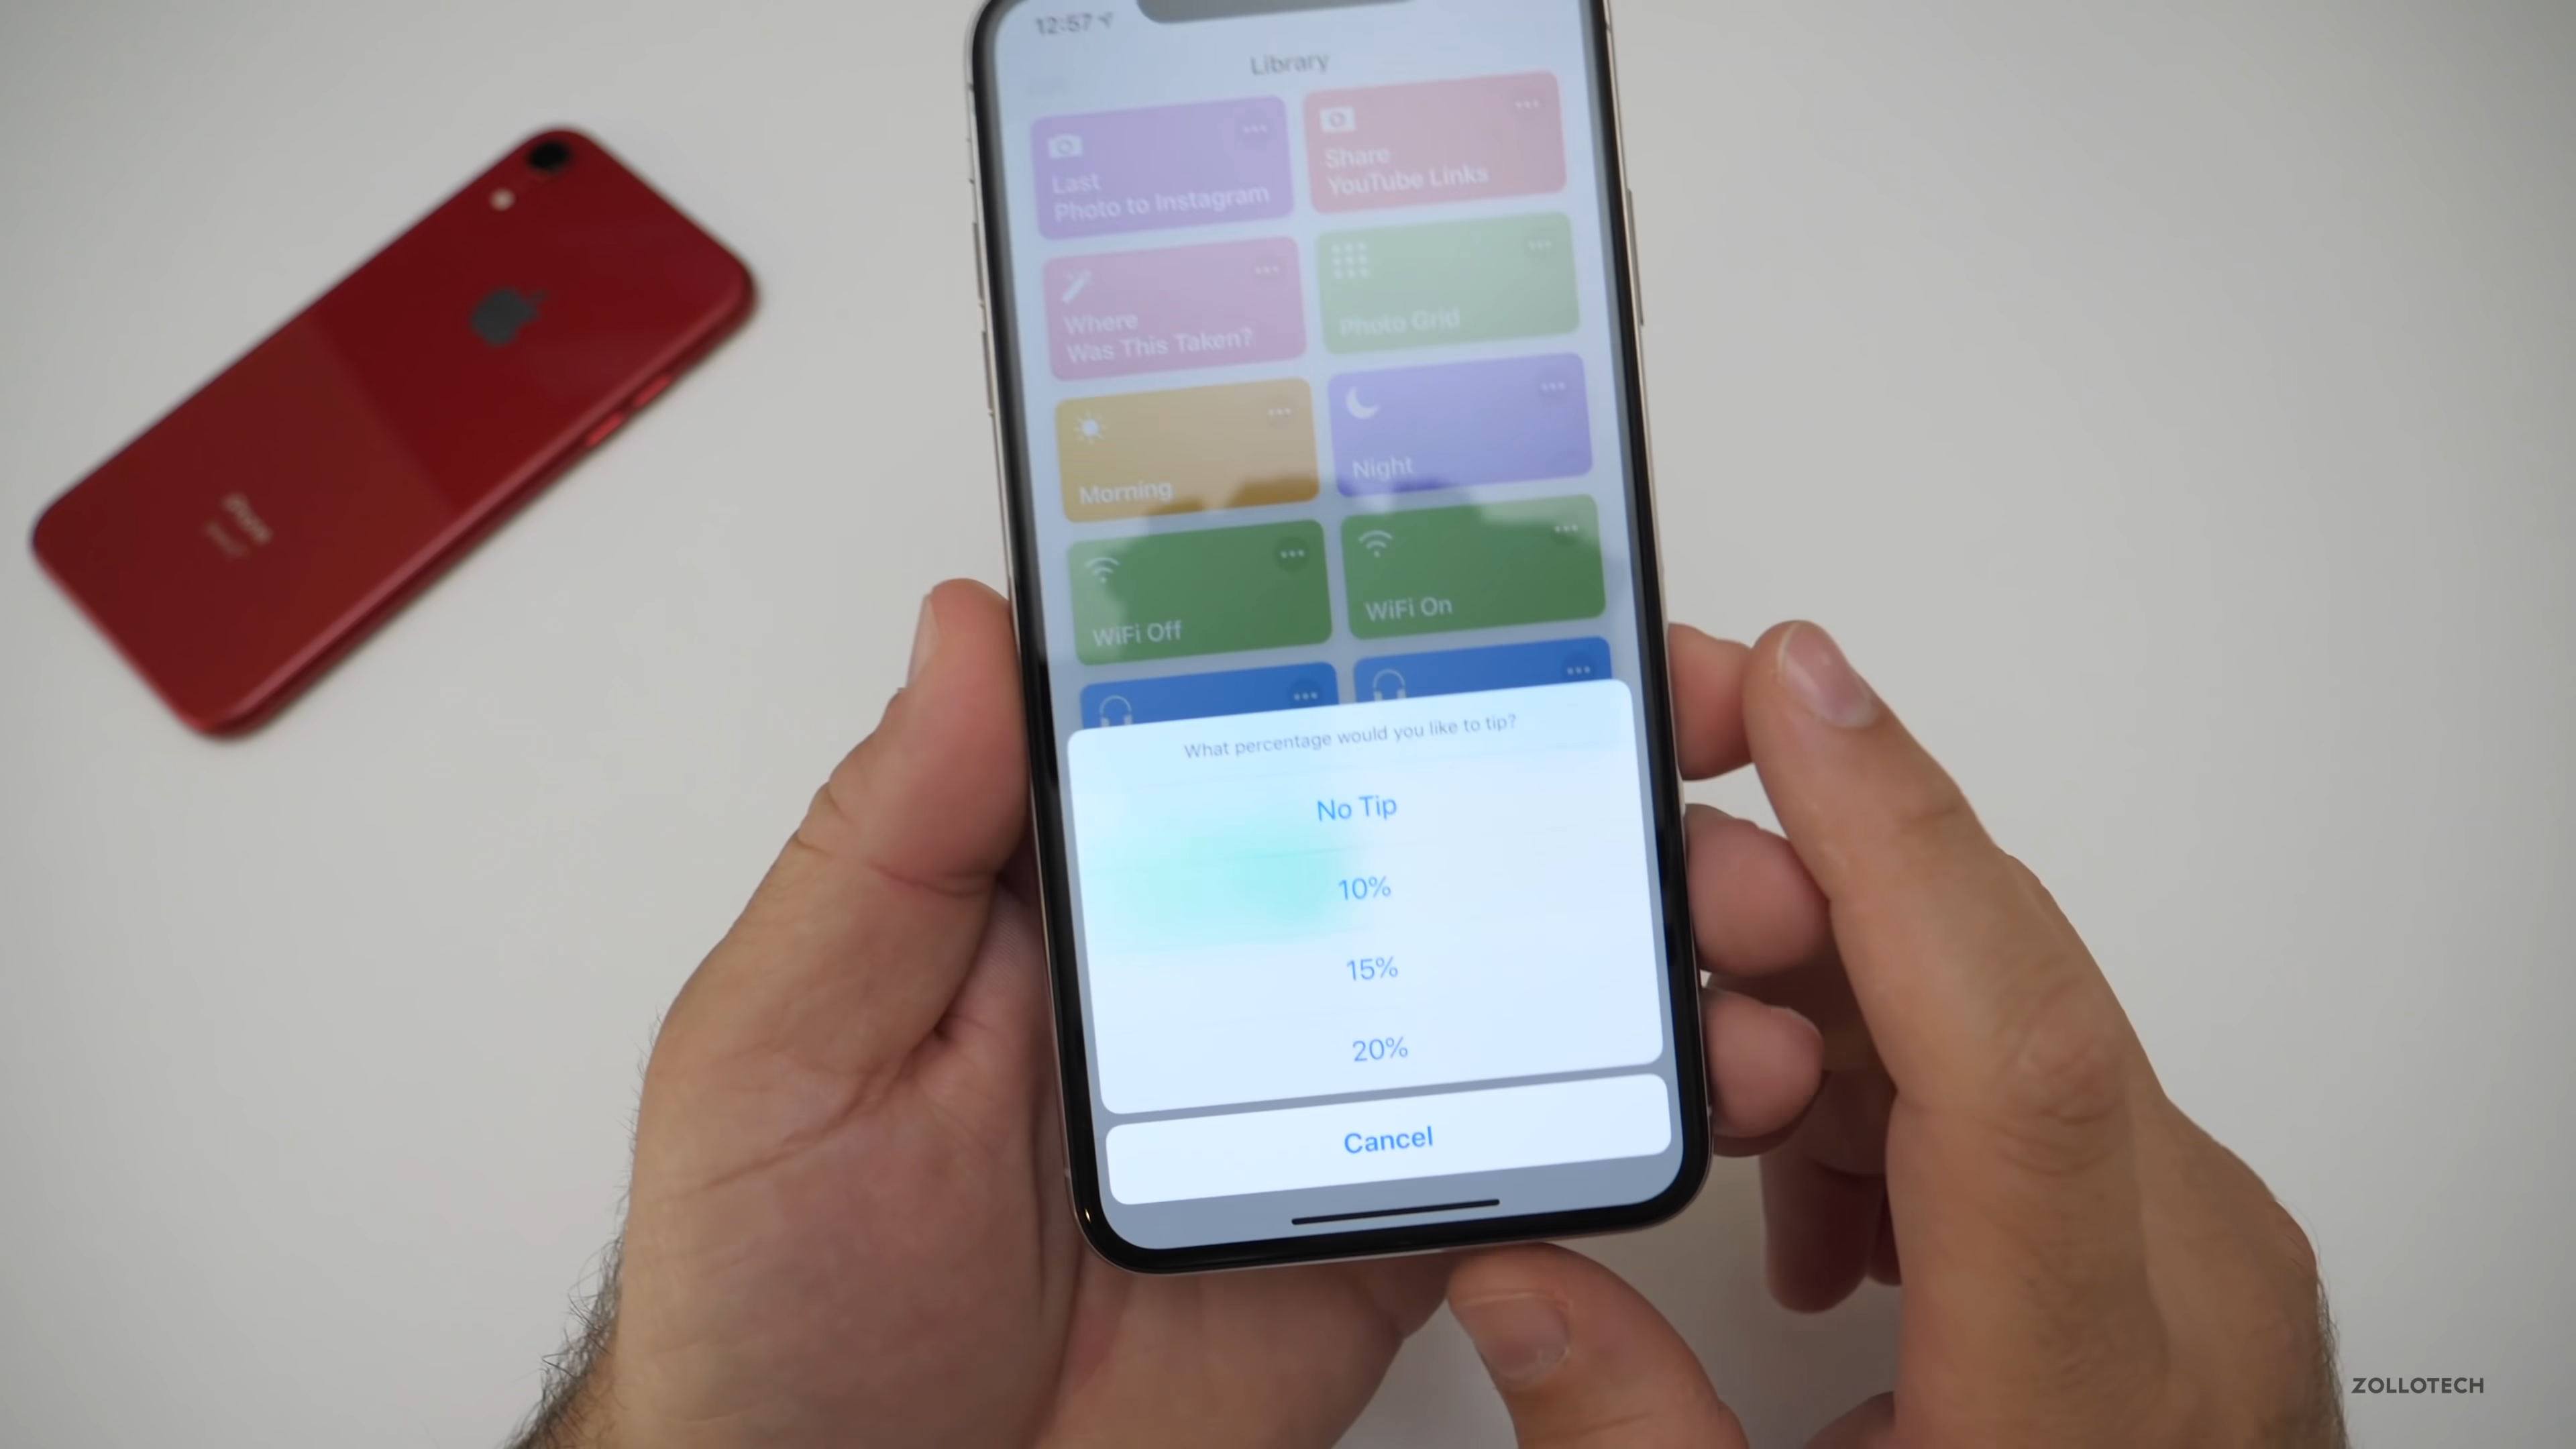 12:57
Library
Last
Photo to Instagram
Share
YouTube Links
Where
Was This Taken?
Photo Grid
Morning
Night
WiFi Off
WiFi On
What percentage would you like to tip?
No Tip
10%
15%
20%
Cancel
iPhone
ZOLLOTECH